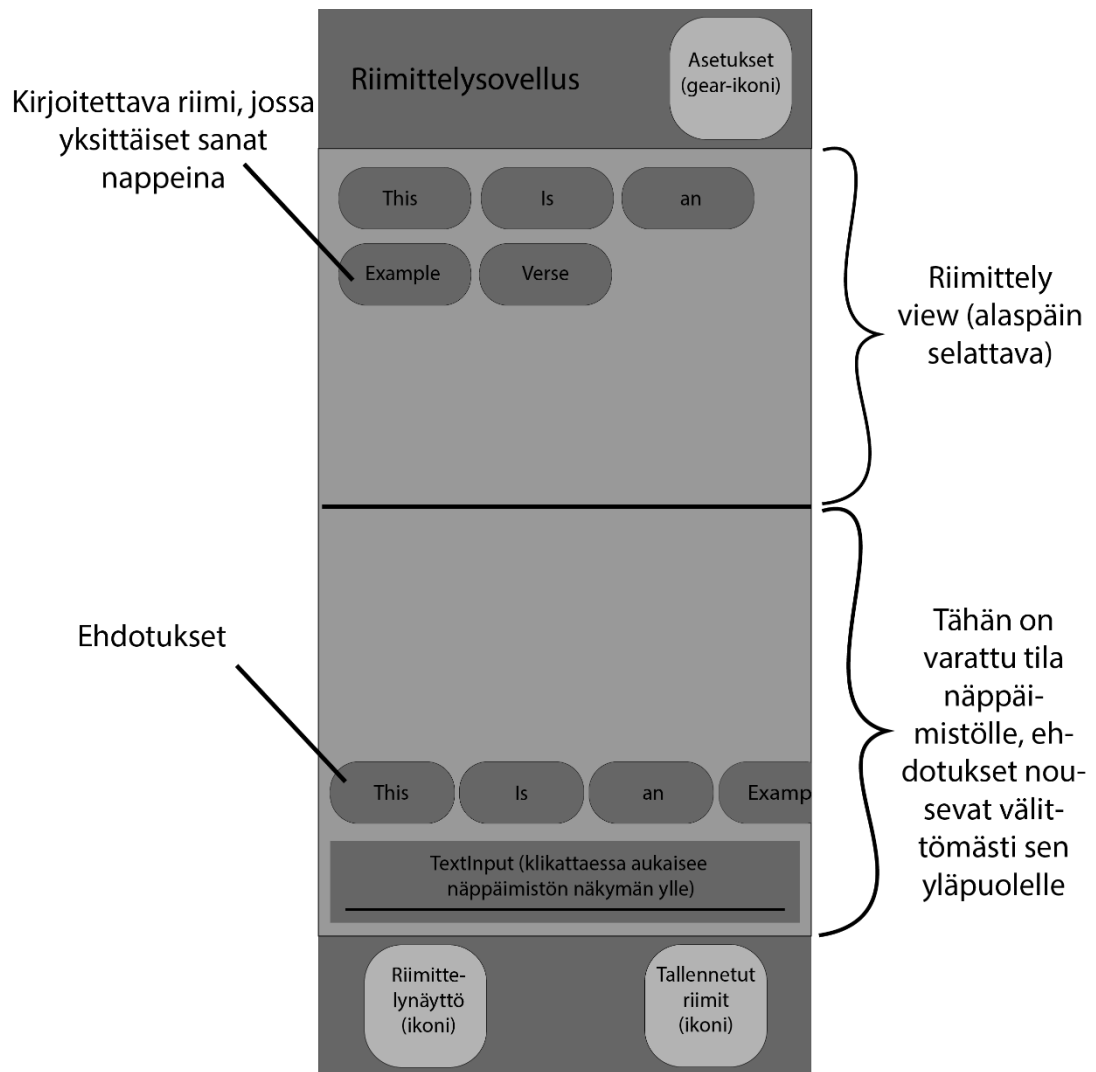 Riimittelysovellus
Asetukset
(gear-ikoni)
Kirjoitettava riimi, jossa
yksittäiset sanat
nappeina
This
Is
an
Example
Verse
Riimittely
view (alaspäin
selattava)
Ehdotukset
Tähän on
varattu tila
näppäi-
mistölle, eh-
dotukset nou-
sevat välit-
tömästi sen
yläpuolelle
This
Is
an
Examp
TextInput (klikattaessa aukaisee
näppäimistön näkymän ylle)
Riimitte-
lynäyttö
(ikoni)
Tallennetut
riimit
(ikoni)